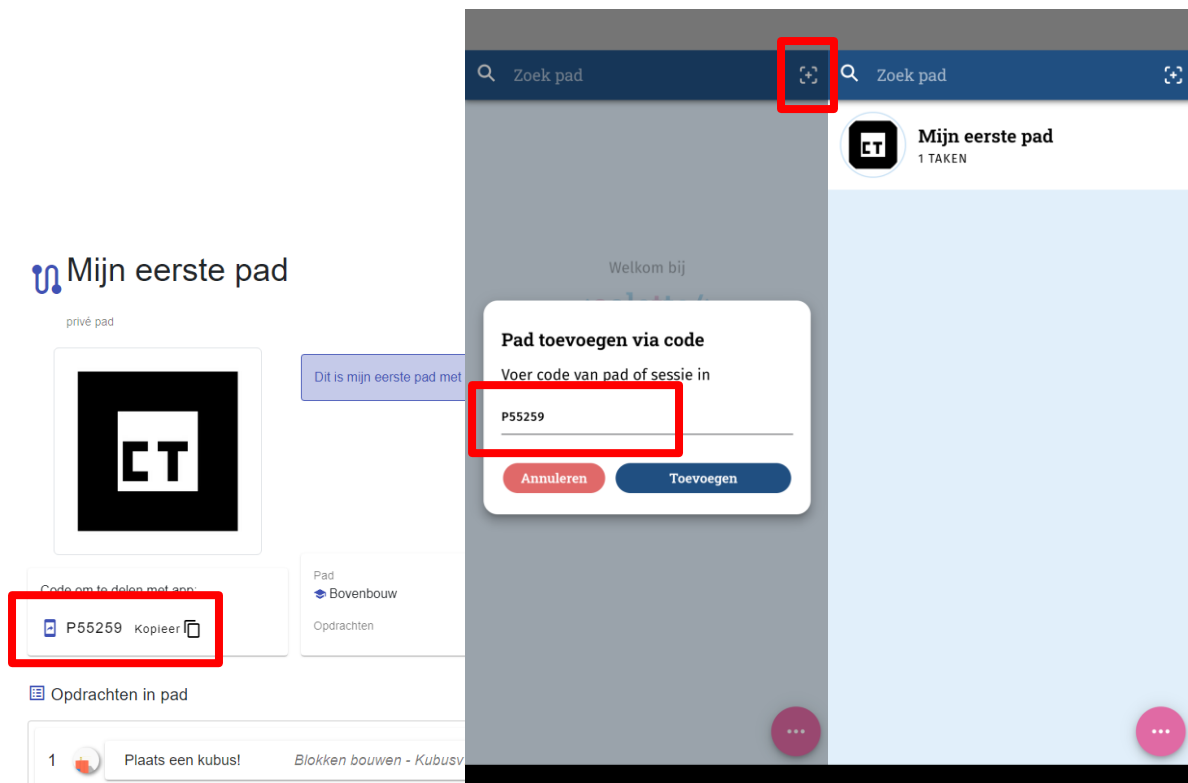 Mijn eerste pad
privé pad
CT
Dit is mijn eerste pad met
Code om te delen met app:
P55259 Kopieer
Pad
Bovenbouw
Opdrachten
Opdrachten in pad
1 Plaats een kubus! Blokken bouwen - Kubusv
Zoek pad
Welkom bij
Pad toevoegen via code
Voer code van pad of sessie in
P55259
Annuleren Toevoegen
Zoek pad
CT
Mijn eerste pad
1 TAKEN